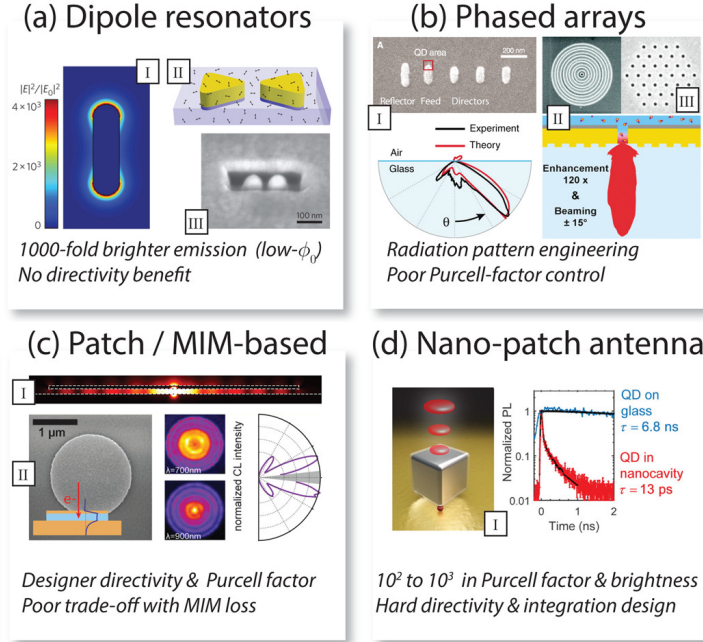 (a) Dipole resonators
I
II
|E|²/|E₀|²
4×10³
2×10³
0
III
100 nm
1000-fold brighter emission (low-ϕ₀)
No directivity benefit
(b) Phased arrays
A
QD area
200 nm
Reflector Feed Directors
I
Experiment
Theory
Air
Glass
θ
II
III
Enhancement
120 x
&
Beaming
± 15°
Radiation pattern engineering
Poor Purcell-factor control
(c) Patch / MIM-based
I
1 µm
II
e-
λ=700nm
λ=900nm
normalized CL intensity
Designer directivity & Purcell factor
Poor trade-off with MIM loss
(d) Nano-patch antenna
I
Normalized PL
1
0.1
0.01
0 1 2
Time (ns)
QD on
glass
τ = 6.8 ns
QD in
nanocavity
τ = 13 ps
10² to 10³ in Purcell factor & brightness
Hard directivity & integration design